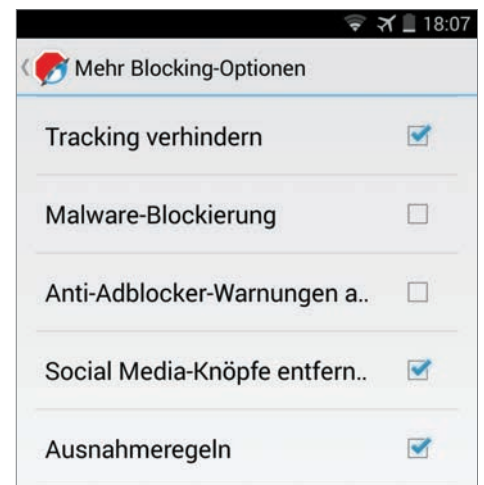 18:07
Mehr Blocking-Optionen
Tracking verhindern
Malware-Blockierung
Anti-Adblocker-Warnungen a..
Social Media-Knöpfe entfern..
Ausnahmeregeln